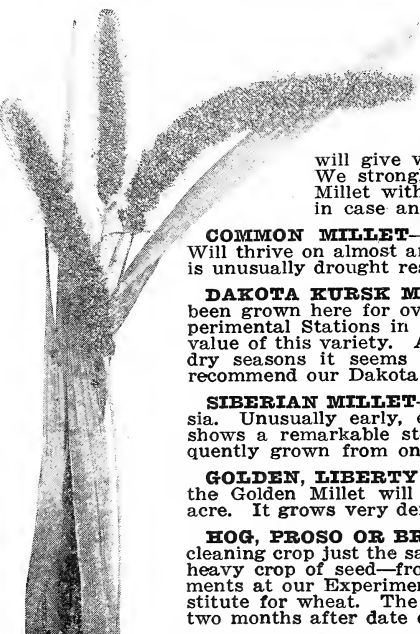 will give v
We strong
Millet with
in case an
COMMON MILLET—
Will thrive on almost a
is unusually drought re
DAKOTA KURSK M
been grown here for ov
perimental Stations in
value of this variety. A
dry seasons it seems
recommend our Dakota
SIBERIAN MILLET—
sia. Unusually early, e
shows a remarkable st
quently grown from on
GOLDEN, LIBERTY
the Golden Millet will
acre. It grows very de
HOG, PROSO OR BR
cleaning crop just the sa
heavy crop of seed—fro
ments at our Experime
stitute for wheat. The
two months after date o